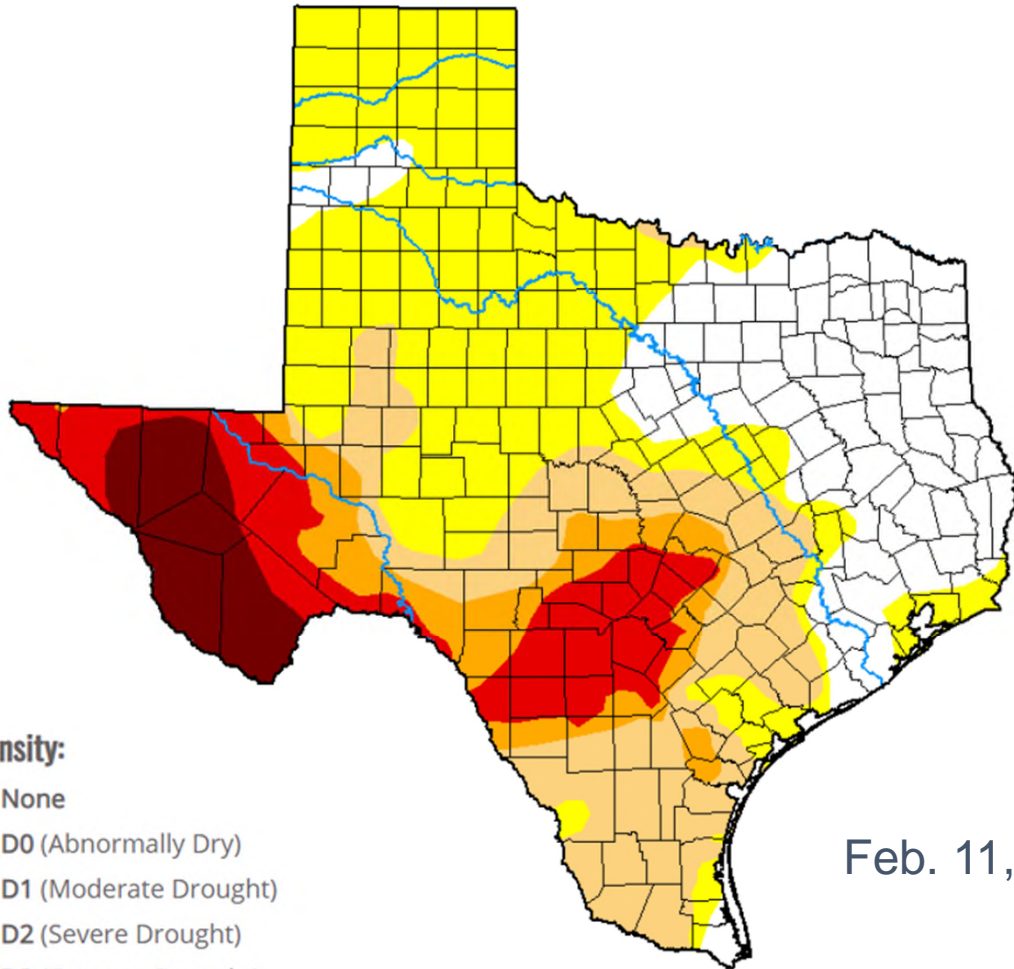 nsity:
None
D0 (Abnormally Dry)
D1 (Moderate Drought)
D2 (Severe Drought)
Feb. 11,